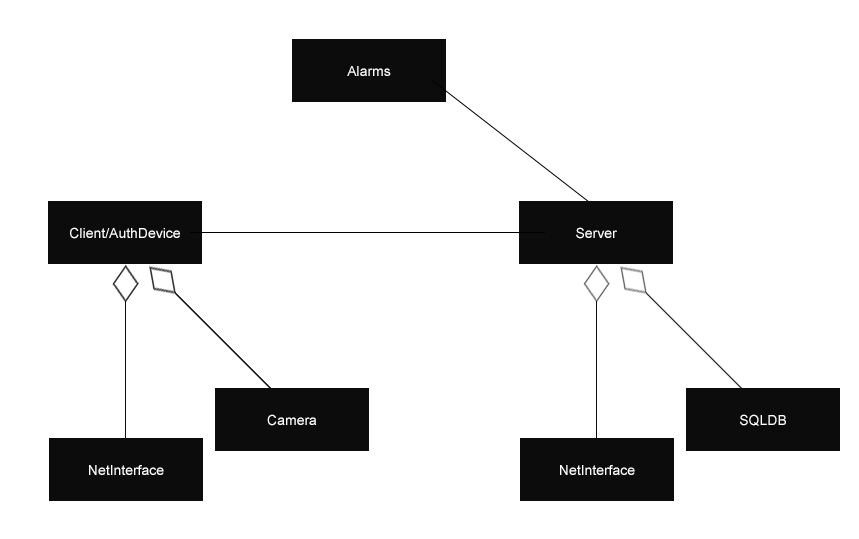 Alarms
Client/AuthDevice
Server
Camera
SQLDB
NetInterface
NetInterface